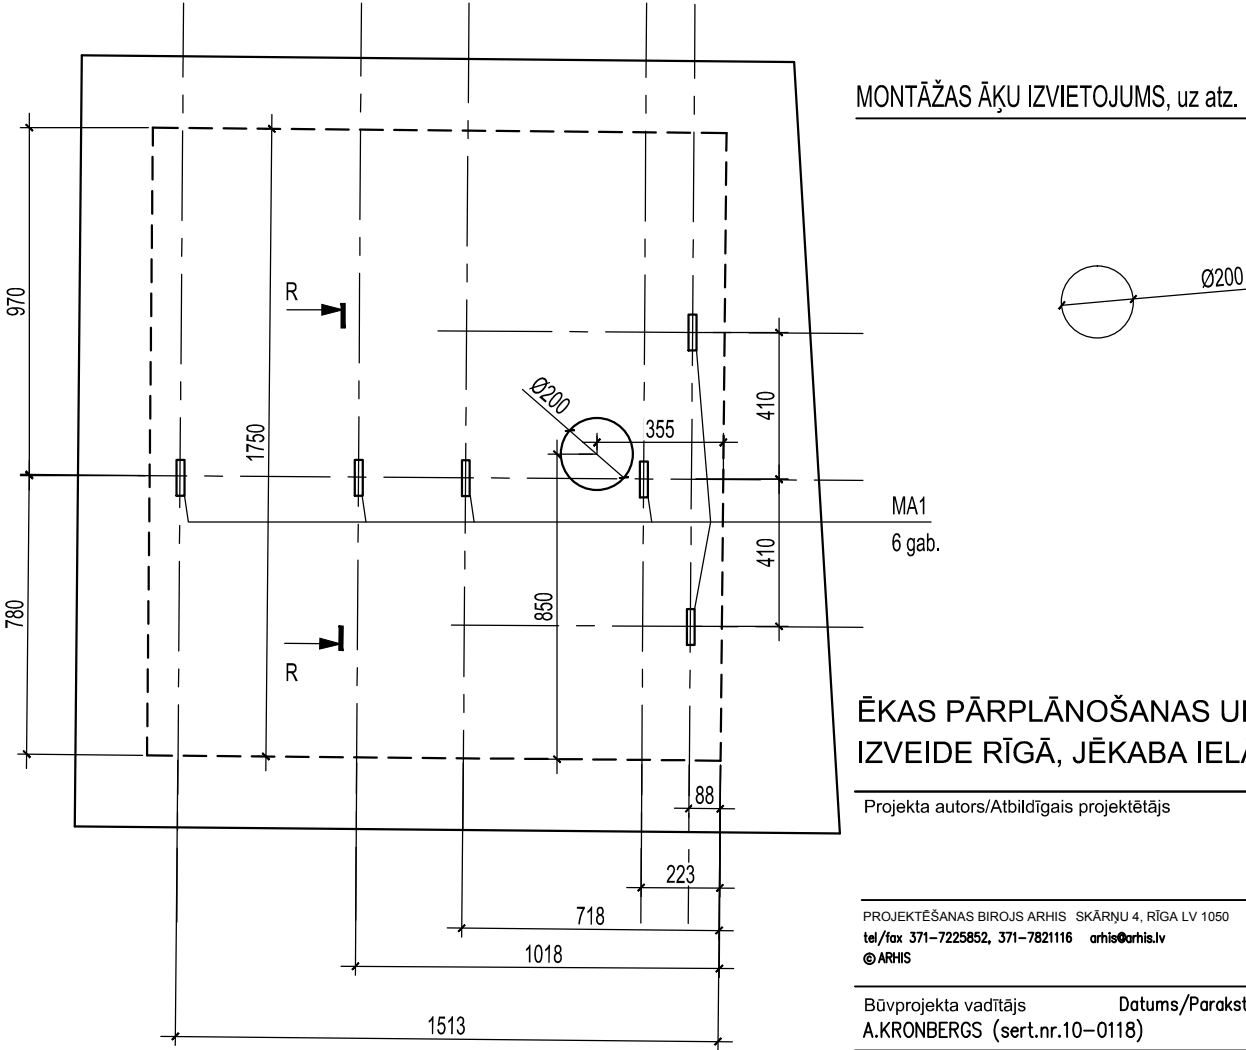 MONTĀŽAS ĀĶU IZVIETOJUMS, uz atz.
Ø200
970
R
Ø200
355
410
1750
MA1
6 gab.
410
780
850
R
ĒKAS PĀRPLĀNOŠANAS
IZVEIDE RĪGĀ, JĒKABA IELĀ
88
Projekta autors/Atbildīgais projektētājs
223
718
PROJEKTĒŠANAS BIROJS ARHIS SKĀRŅU 4, RĪGA LV 1050
tel/fax 371-7225852, 371-7821116 arhis@arhis.lv
© ARHIS
1018
Būvprojekta vadītājs Datums/Parakst
A.KRONBERGS (sert.nr.10-0118)
1513